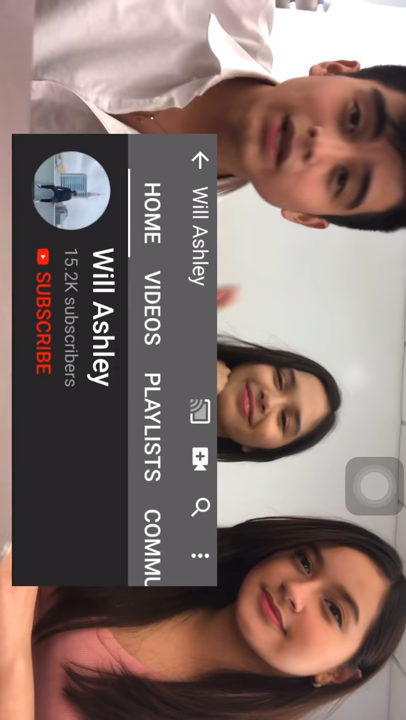 Will Ashley
HOME VIDEOS PLAYLISTS COMMU
Will Ashley
15.2K subscribers
SUBSCRIBE